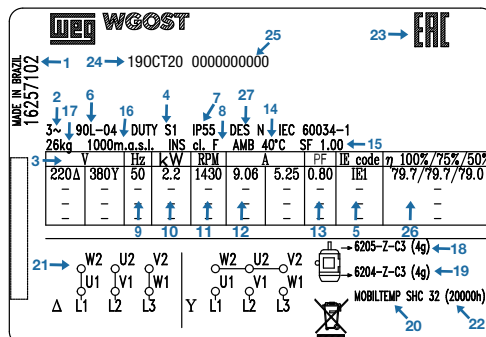 WEG WGOST
EAC
25
23
24 19OCT20 0000000000
MADE IN BRAZIL
16257102
1
2 17 6 16 4 7 8 27 14
3~ 90L-04 DUTY S1 IP55 DES N IEC 60034-1
26kg 1000m.a.s.l. INS cl. F AMB 40°C SF 1.00 15
3 V Hz kW RPM A PF IE code η 100%/75%/50%
220Δ 380Y 50 2.2 1430 9.06 5.25 0.80 IE1 79.7/79.7/79.0
– – – – – – – – – –
– – – – – – – – – –
9 10 11 12 13 5 26
21
W2 U2 V2
U1 V1 W1
Δ L1 L2 L3
W2 U2 V2
U1 V1 W1
Y L1 L2 L3
6205-Z-C3 (4g) 18
6204-Z-C3 (4g) 19
MOBILTEMP SHC 32 (20000h)
20 22